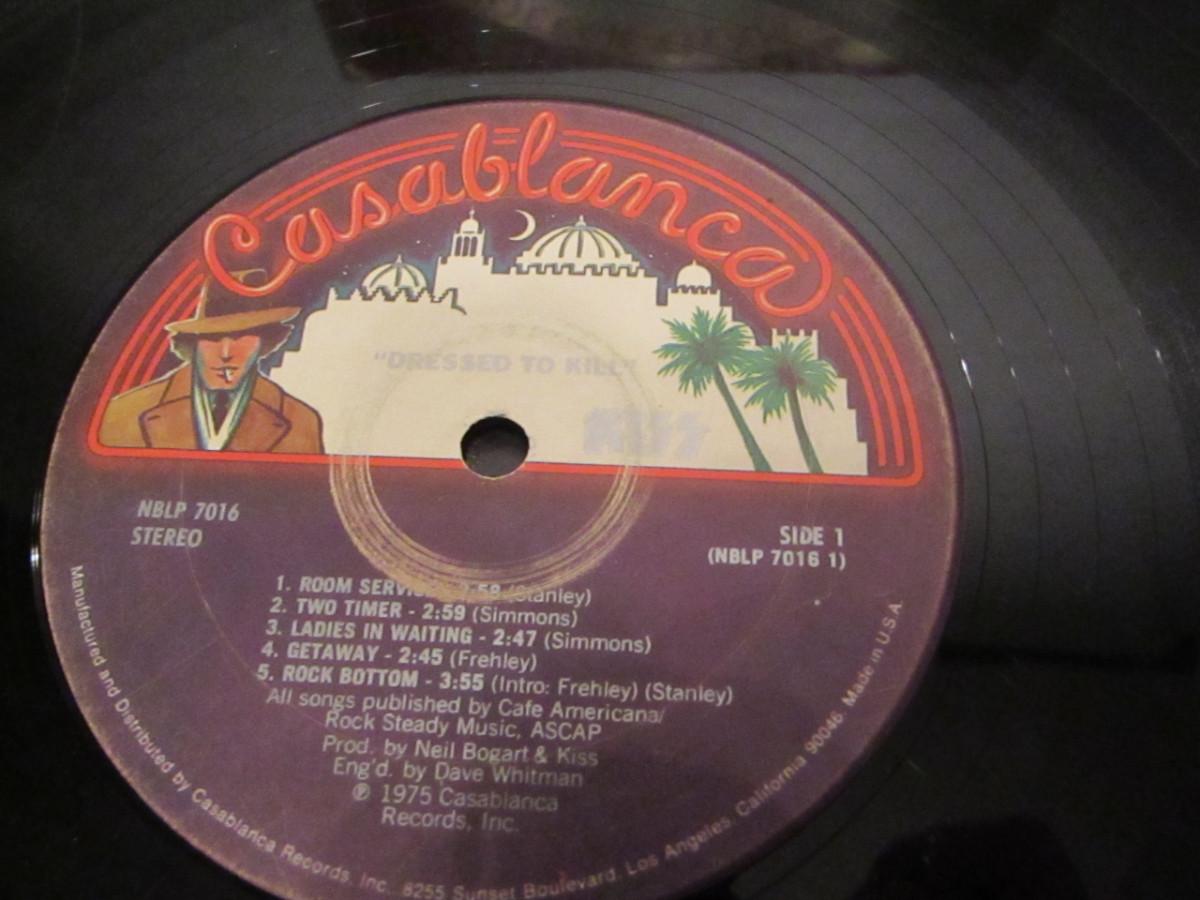 Casablanca
"DRESSED TO KILL"
KISS
NBLP 7016
STEREO
SIDE 1
(NBLP 7016 1)
1. ROOM SERVI :58 (Stanley)
2. TWO TIMER - 2:59 (Simmons)
3. LADIES IN WAITING - 2:47 (Simmons)
4. GETAWAY - 2:45 (Frehley)
5. ROCK BOTTOM - 3:55 (Intro: Frehley) (Stanley)
All songs published by Cafe Americana/
Rock Steady Music, ASCAP
Prod. by Neil Bogart & Kiss
Eng'd. by Dave Whitman
℗ 1975 Casablanca
Records, Inc.
Manufactured and Distributed by Casablanca Records, Inc. 8255 Sunset Boulevard, Los Angeles, California 90046. Made in U.S.A.